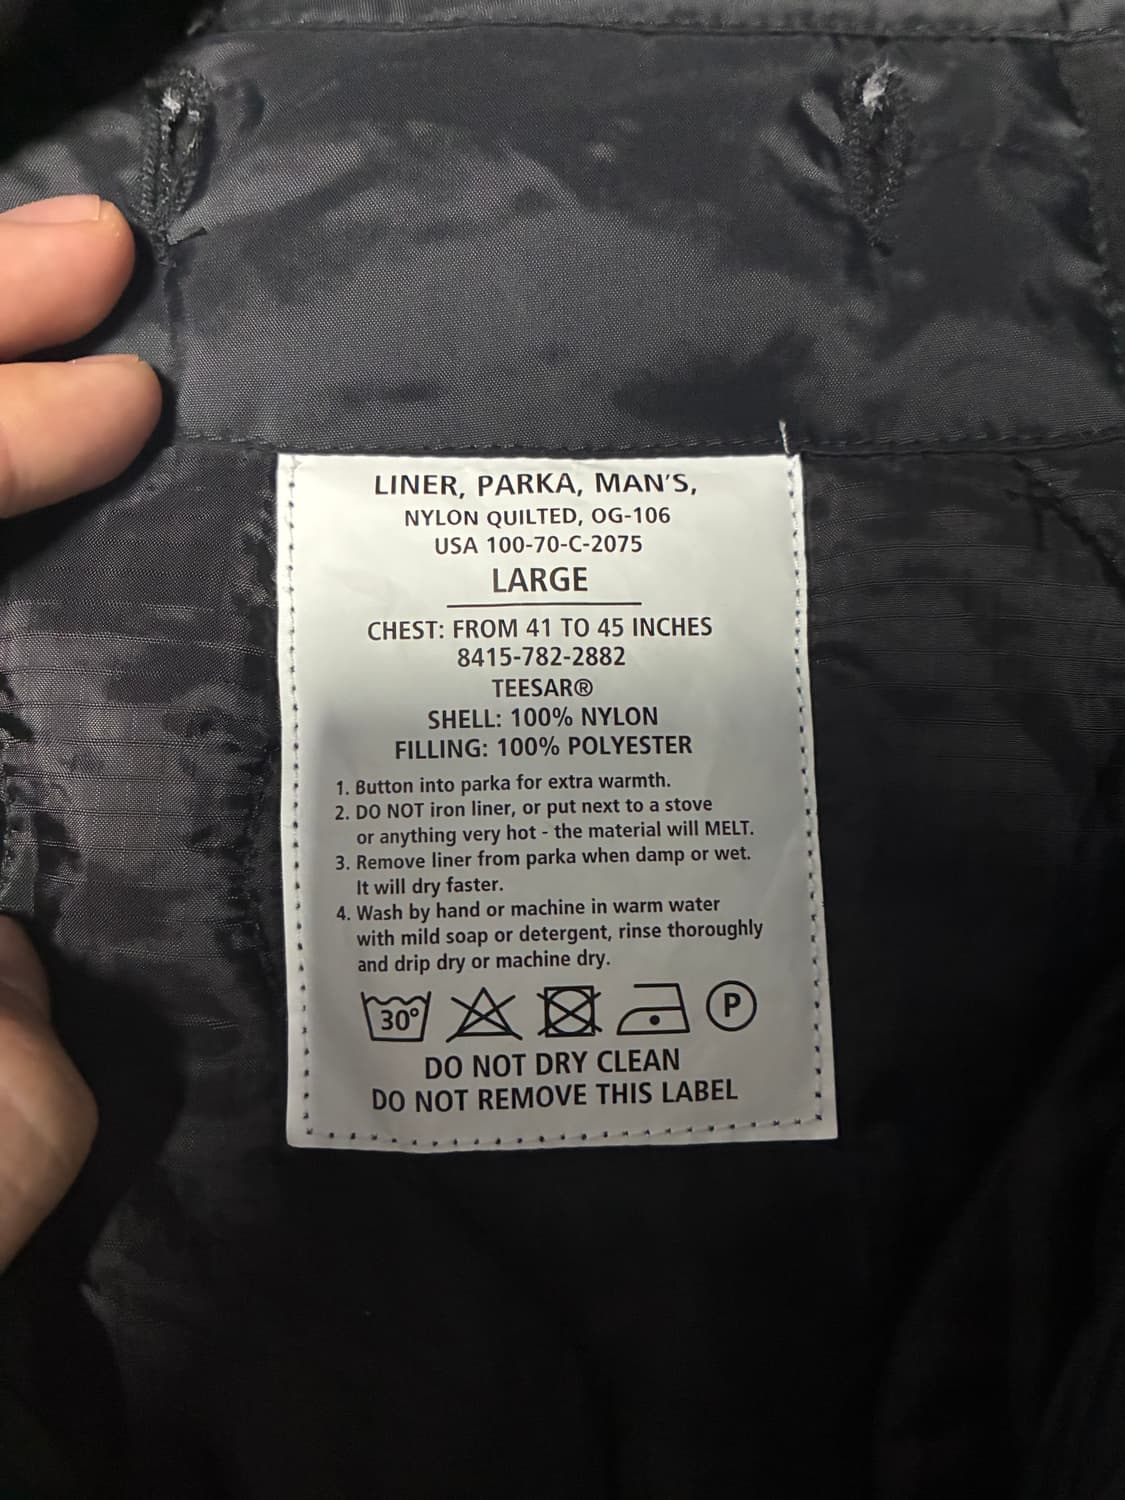 LINER, PARKA, MAN'S,
NYLON QUILTED, OG-106
USA 100-70-C-2075
LARGE
CHEST: FROM 41 TO 45 INCHES
8415-782-2882
TEESAR®
SHELL: 100% NYLON
FILLING: 100% POLYESTER
1. Button into parka for extra warmth.
2. DO NOT iron liner, or put next to a stove
or anything very hot - the material will MELT.
3. Remove liner from parka when damp or wet.
It will dry faster.
4. Wash by hand or machine in warm water
with mild soap or detergent, rinse thoroughly
and drip dry or machine dry.
30° P
DO NOT DRY CLEAN
DO NOT REMOVE THIS LABEL